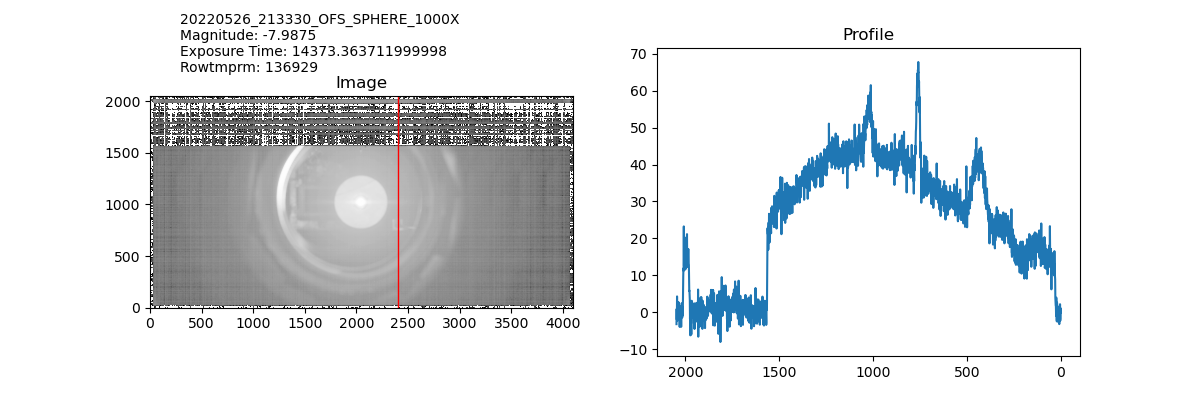 20220526_213330_OFS_SPHERE_1000X
Magnitude: -7.9875
Exposure Time: 14373.363711999998
Rowtmprm: 136929
Image
2000
1500
1000
500
0
0 500 1000 1500 2000 2500 3000 3500 4000
Profile
70
60
50
40
30
20
10
0
−10
2000 1500 1000 500 0